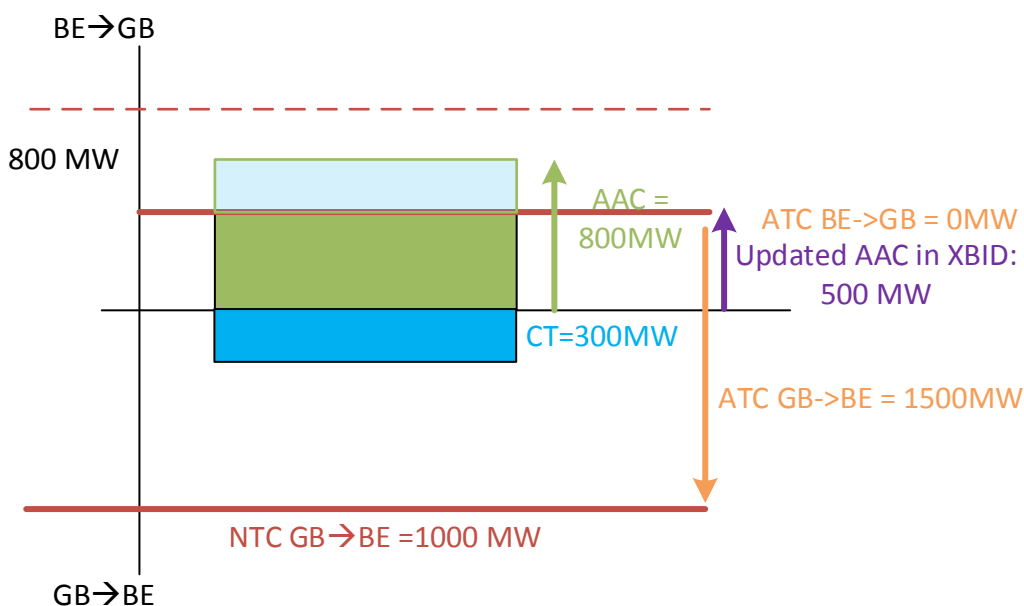 BE→GB
800 MW
AAC =
800MW
ATC BE->GB = 0MW
Updated AAC in XBID:
500 MW
CT=300MW
ATC GB->BE = 1500MW
NTC GB→BE =1000 MW
GB→BE